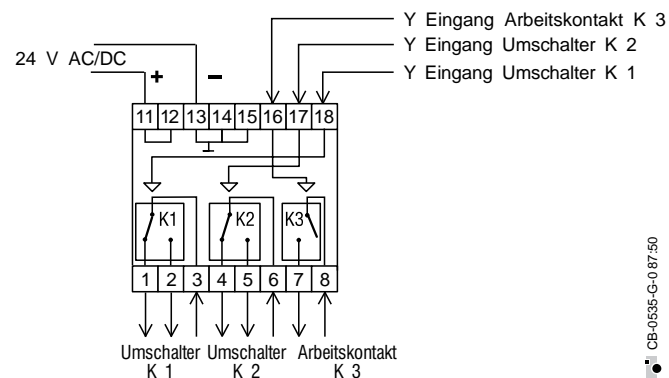 Y Eingang Arbeitskontakt K 3
Y Eingang Umschalter K 2
24 V AC/DC
Y Eingang Umschalter K 1
+ −
11 12 13 14 15 16 17 18
K1 K2 K3
1 2 3 4 5 6 7 8
Umschalter Umschalter Arbeitskontakt
K 1 K 2 K 3
CB-0535-G-0 87:50